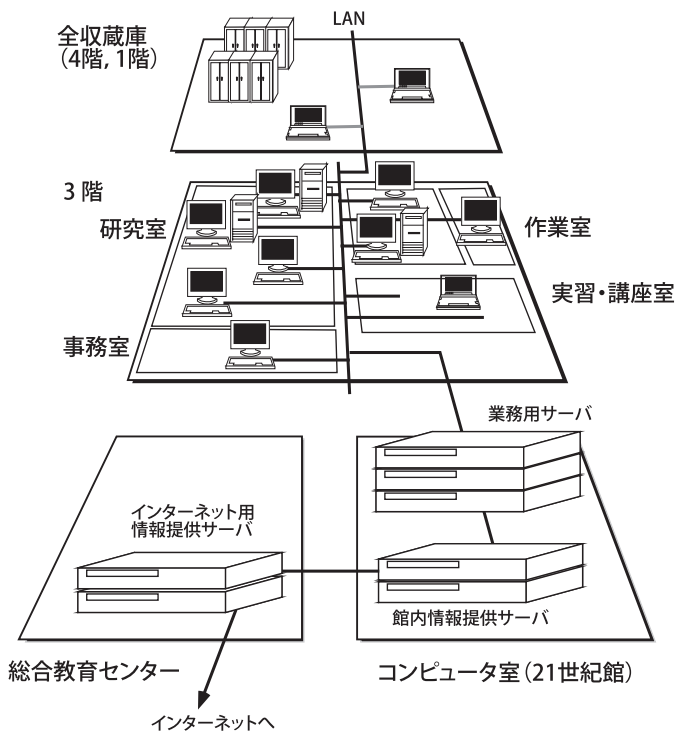 LAN
全収蔵庫
（4階, 1階）
3 階
研究室
作業室
実習・講座室
事務室
業務用サーバ
インターネット用
情報提供サーバ
館内情報提供サーバ
総合教育センター
コンピュータ室（21世紀館）
インターネットへ